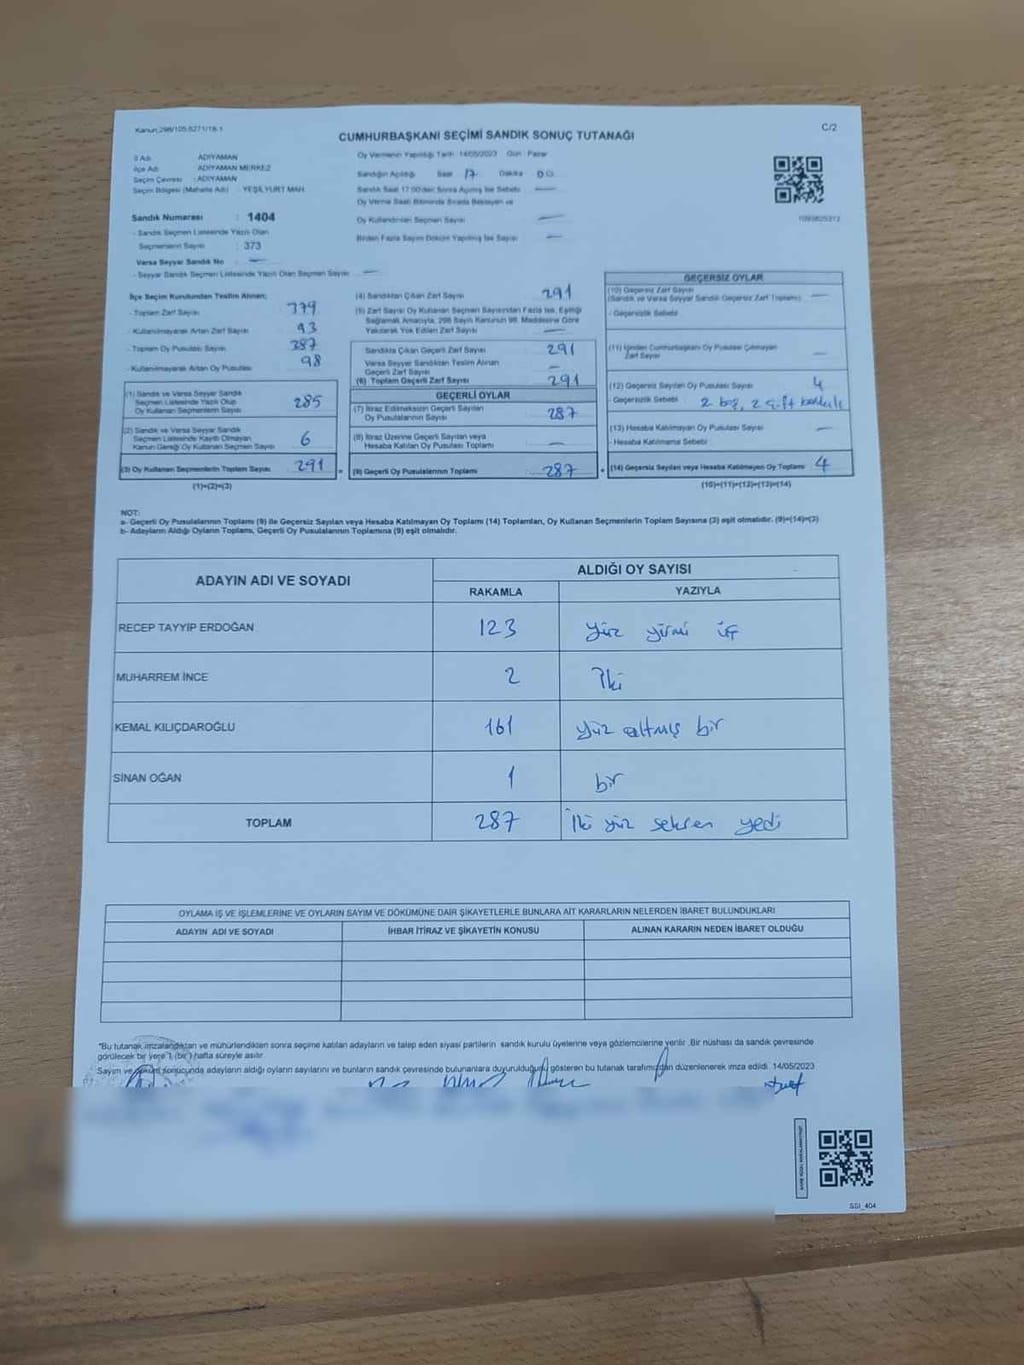 Kanun:298/105.6271/18.1
C/2
CUMHURBAŞKANI SEÇİMİ SANDIK SONUÇ TUTANAĞI
İl Adı : ADIYAMAN
İlçe Adı : ADIYAMAN MERKEZ
Seçim Çevresi : ADIYAMAN
Seçim Bölgesi (Mahalle Adı) : YEŞİLYURT MAH.
Oy Vermenin Yapıldığı Tarih : 14/05/2023 Gün : Pazar
Sandığın Açıldığı Saat 17 Dakika 00
Sandık Saat 17:00'den Sonra Açılmış İse Sebebi —
Oy Verme Saati Bitiminde Sırada Bekleyen ve
Oy Kullandırılan Seçmen Sayısı —
Birden Fazla Sayım Döküm Yapılmış İse Sayısı —
Sandık Numarası : 1404
- Sandık Seçmen Listesinde Yazılı Olan
Seçmenlerin Sayısı : 373
Varsa Seyyar Sandık No —
- Seyyar Sandık Seçmen Listesinde Yazılı Olan Seçmen Sayısı —
İlçe Seçim Kurulundan Teslim Alınan;
- Toplam Zarf Sayısı 379
- Kullanılmayarak Artan Zarf Sayısı 93
- Toplam Oy Pusulası Sayısı 387
- Kullanılmayarak Artan Oy Pusulası 98
(1) Sandık ve Varsa Seyyar Sandık
Seçmen Listesinde Yazılı Olup
Oy Kullanan Seçmenlerin Sayısı 285
(2) Sandık ve Varsa Seyyar Sandık
Seçmen Listesinde Kayıtlı Olmayan
Kanun Gereği Oy Kullanan Seçmen Sayısı 6
(3) Oy Kullanan Seçmenlerin Toplam Sayısı 291
(1)+(2)=(3)
(4) Sandıktan Çıkan Zarf Sayısı 291
(5) Zarf Sayısı Oy Kullanan Seçmen Sayısından Fazla İse, Eşitliği
Sağlamak Amacıyla, 298 Sayılı Kanunun 98. Maddesine Göre
Yakılarak Yok Edilen Zarf Sayısı —
Sandıkta Çıkan Geçerli Zarf Sayısı 291
Varsa Seyyar Sandıktan Teslim Alınan
Geçerli Zarf Sayısı —
(6) Toplam Geçerli Zarf Sayısı 291
GEÇERLİ OYLAR
(7) İtiraz Edilmeksizin Geçerli Sayılan
Oy Pusulalarının Sayısı 287
(8) İtiraz Üzerine Geçerli Sayılan veya
Hesaba Katılan Oy Pusulaları Toplamı —
(9) Geçerli Oy Pusulalarının Toplamı 287
GEÇERSİZ OYLAR
(10) Geçersiz Zarf Sayısı
(Sandık ve Varsa Seyyar Sandık Geçersiz Zarf Toplamı) —
- Geçersizlik Sebebi
(11) İçinden Cumhurbaşkanı Oy Pusulası Çıkmayan
Zarf Sayısı —
(12) Geçersiz Sayılan Oy Pusulası Sayısı 4
- Geçersizlik Sebebi 2 boş, 2 çift baskılı
(13) Hesaba Katılmayan Oy Pusulası Sayısı —
- Hesaba Katılmama Sebebi
(14) Geçersiz Sayılan veya Hesaba Katılmayan Oy Toplamı 4
(10)+(11)+(12)+(13)=(14)
NOT:
a- Geçerli Oy Pusulalarının Toplamı (9) ile Geçersiz Sayılan veya Hesaba Katılmayan Oy Toplamı (14) Toplamları, Oy Kullanan Seçmenlerin Toplam Sayısına (3) eşit olmalıdır. (9)+(14)=(3)
b- Adayların Aldığı Oyların Toplamı, Geçerli Oy Pusulalarının Toplamına (9) eşit olmalıdır.
ADAYIN ADI VE SOYADI
ALDIĞI OY SAYISI
RAKAMLA YAZIYLA
RECEP TAYYİP ERDOĞAN 123 Yüz yirmi üç
MUHARREM İNCE 2 İki
KEMAL KILIÇDAROĞLU 161 Yüz altmış bir
SİNAN OĞAN 1 bir
TOPLAM 287 İki yüz seksen yedi
OYLAMA İŞ VE İŞLEMLERİNE VE OYLARIN SAYIM VE DÖKÜMÜNE DAİR ŞİKAYETLERLE BUNLARA AİT KARARLARIN NELERDEN İBARET BULUNDUKLARI
ADAYIN ADI VE SOYADI İHBAR İTİRAZ VE ŞİKAYETİN KONUSU ALINAN KARARIN NEDEN İBARET OLDUĞU
*Bu tutanak imzalandıktan ve mühürlendikten sonra seçime katılan adayların ve talep eden siyasi partilerin sandık kurulu üyelerine veya gözlemcilerine verilir. Bir nüshası da sandık çevresinde
görülecek bir yere 1 (bir) hafta süreyle asılır.
Sayım ve döküm sonucunda adayların aldığı oyların sayılarını ve bunların sandık çevresinde bulunanlara duyurulduğunu gösteren bu tutanak tarafımızdan düzenlenerek imza edildi. 14/05/2023
SSI_404